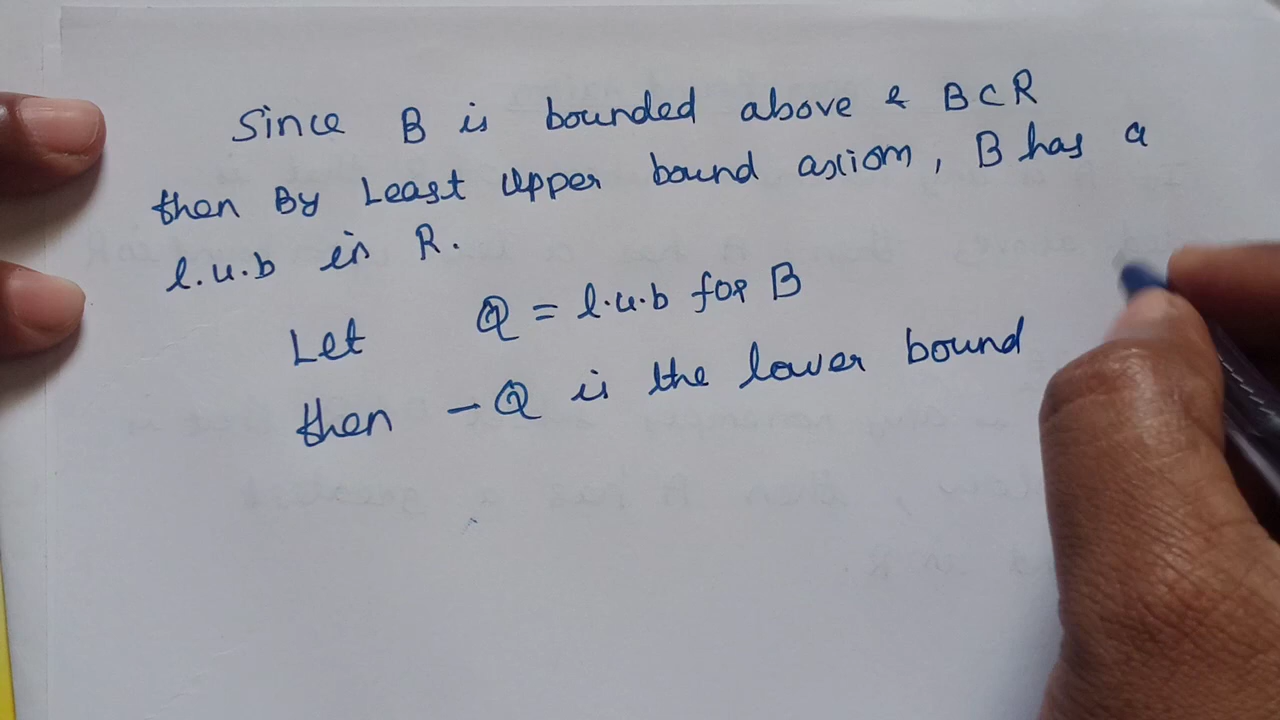 Since B is bounded above & B⊂R
then By Least Upper bound axiom, B has a
l.u.b in R.
Let Q = l.u.b for B
then -Q is the lower bound